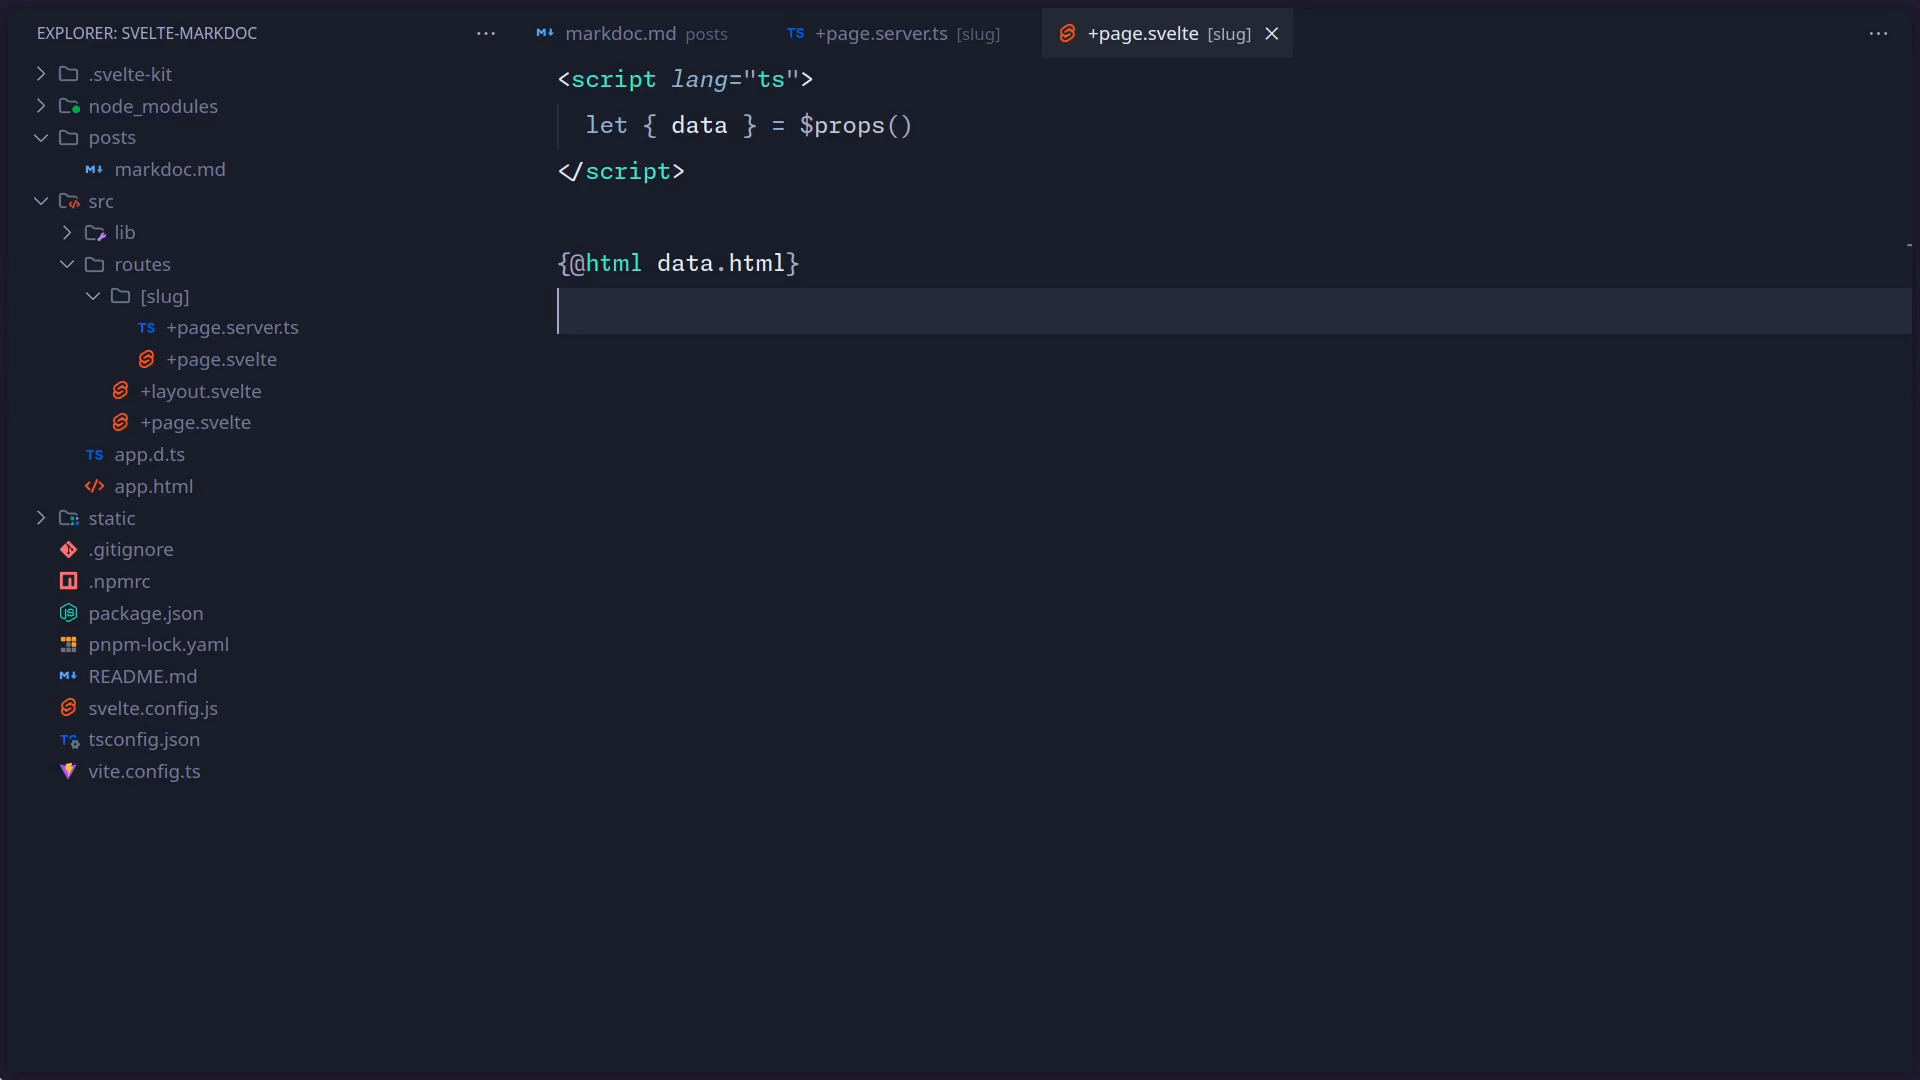 EXPLORER: SVELTE-MARKDOC
.svelte-kit
node_modules
posts
markdoc.md
src
lib
routes
[slug]
TS +page.server.ts
+page.svelte
+layout.svelte
+page.svelte
TS app.d.ts
app.html
static
.gitignore
.npmrc
package.json
pnpm-lock.yaml
README.md
svelte.config.js
tsconfig.json
vite.config.ts
markdoc.md posts
TS +page.server.ts [slug]
+page.svelte [slug]
<script lang="ts">
let { data } = $props()
</script>
{@html data.html}